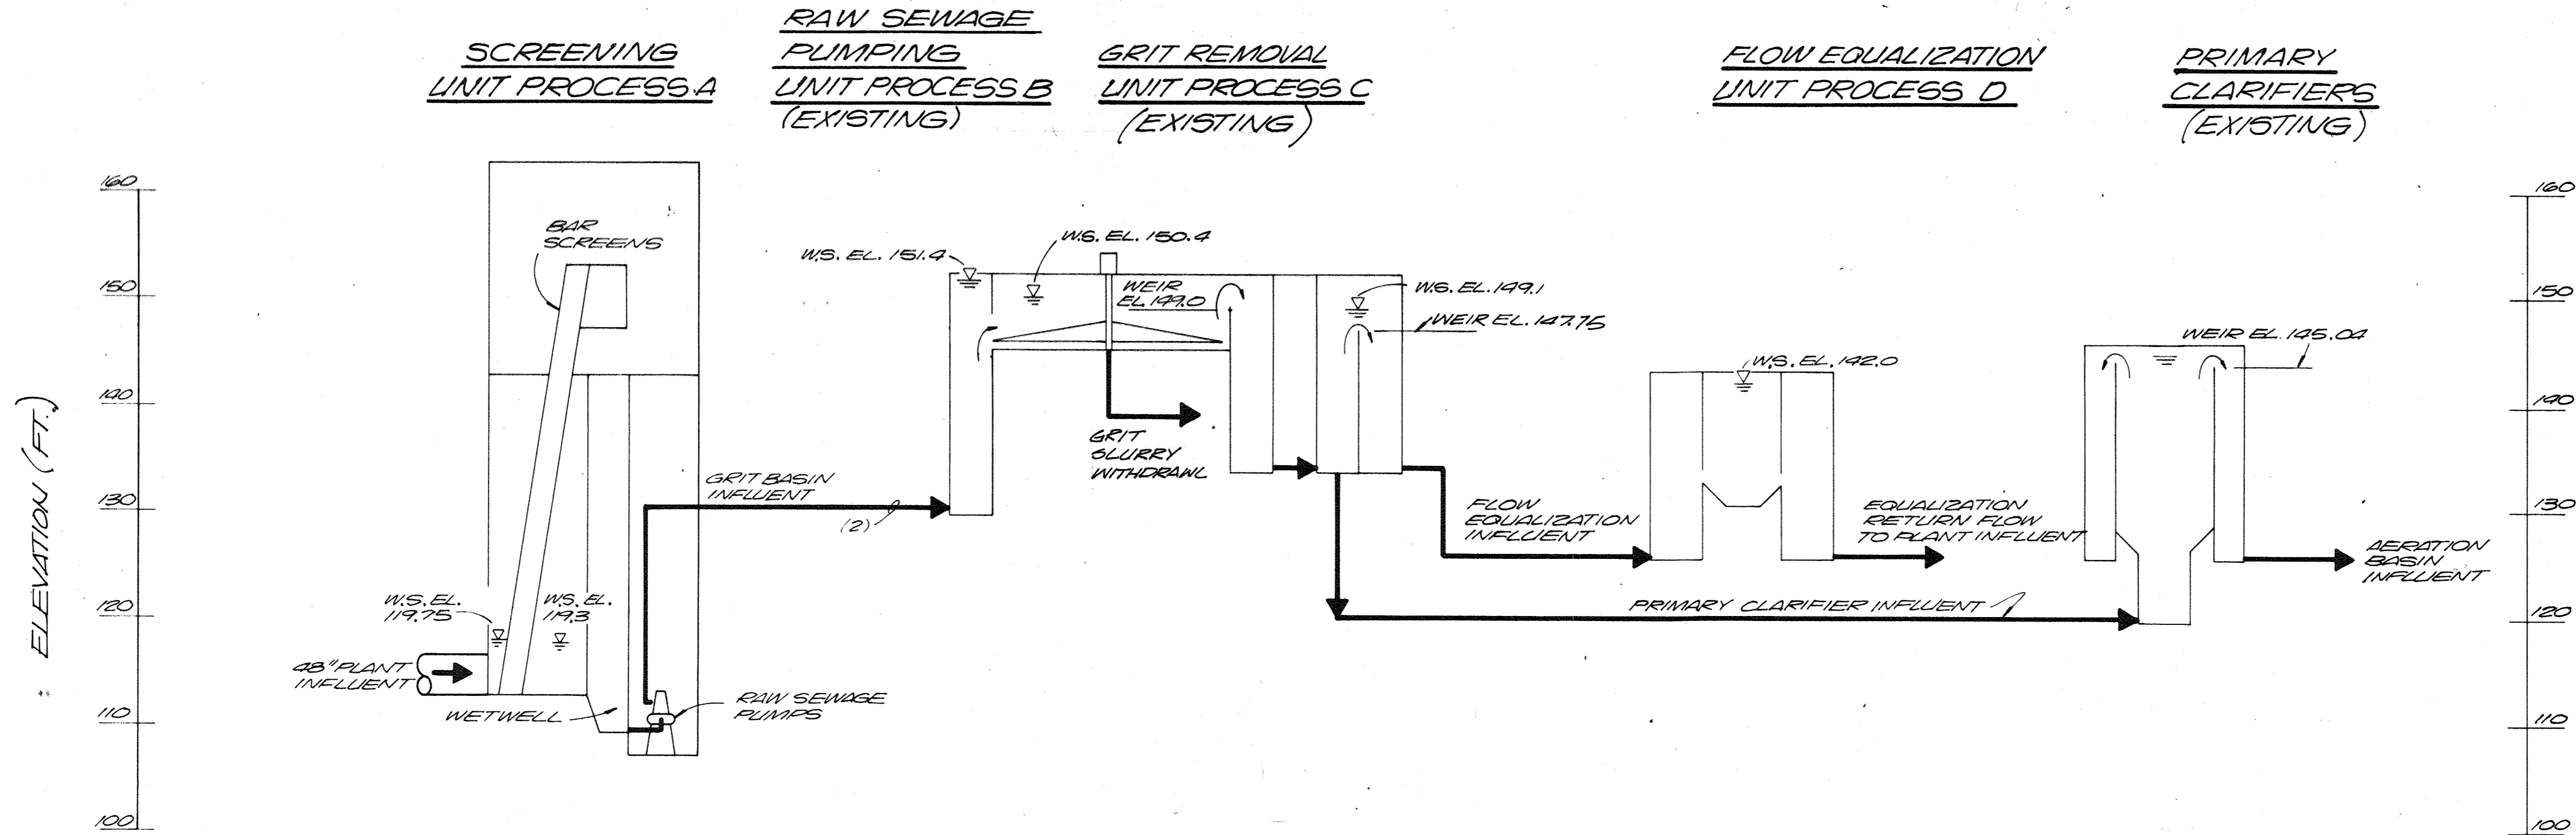 SCREENING
UNIT PROCESS A
RAW SEWAGE
PUMPING
UNIT PROCESS B
(EXISTING)
GRIT REMOVAL
UNIT PROCESS C
(EXISTING)
FLOW EQUALIZATION
UNIT PROCESS D
PRIMARY
CLARIFIERS
(EXISTING)
ELEVATION (FT.)
160
150
140
130
120
110
100
BAR
SCREENS
W.S. EL.
119.75
W.S. EL.
119.3
48" PLANT
INFLUENT
WETWELL
RAW SEWAGE
PUMPS
GRIT BASIN
INFLUENT
(2)
W.S. EL. 151.4
W.S. EL. 150.4
WEIR
EL. 149.0
GRIT
SLURRY
WITHDRAWL
W.S. EL. 149.1
WEIR EL. 147.75
FLOW
EQUALIZATION
INFLUENT
W.S. EL. 142.0
EQUALIZATION
RETURN FLOW
TO PLANT INFLUENT
PRIMARY CLARIFIER INFLUENT
WEIR EL. 145.04
AERATION
BASIN
INFLUENT
160
150
140
130
120
110
100